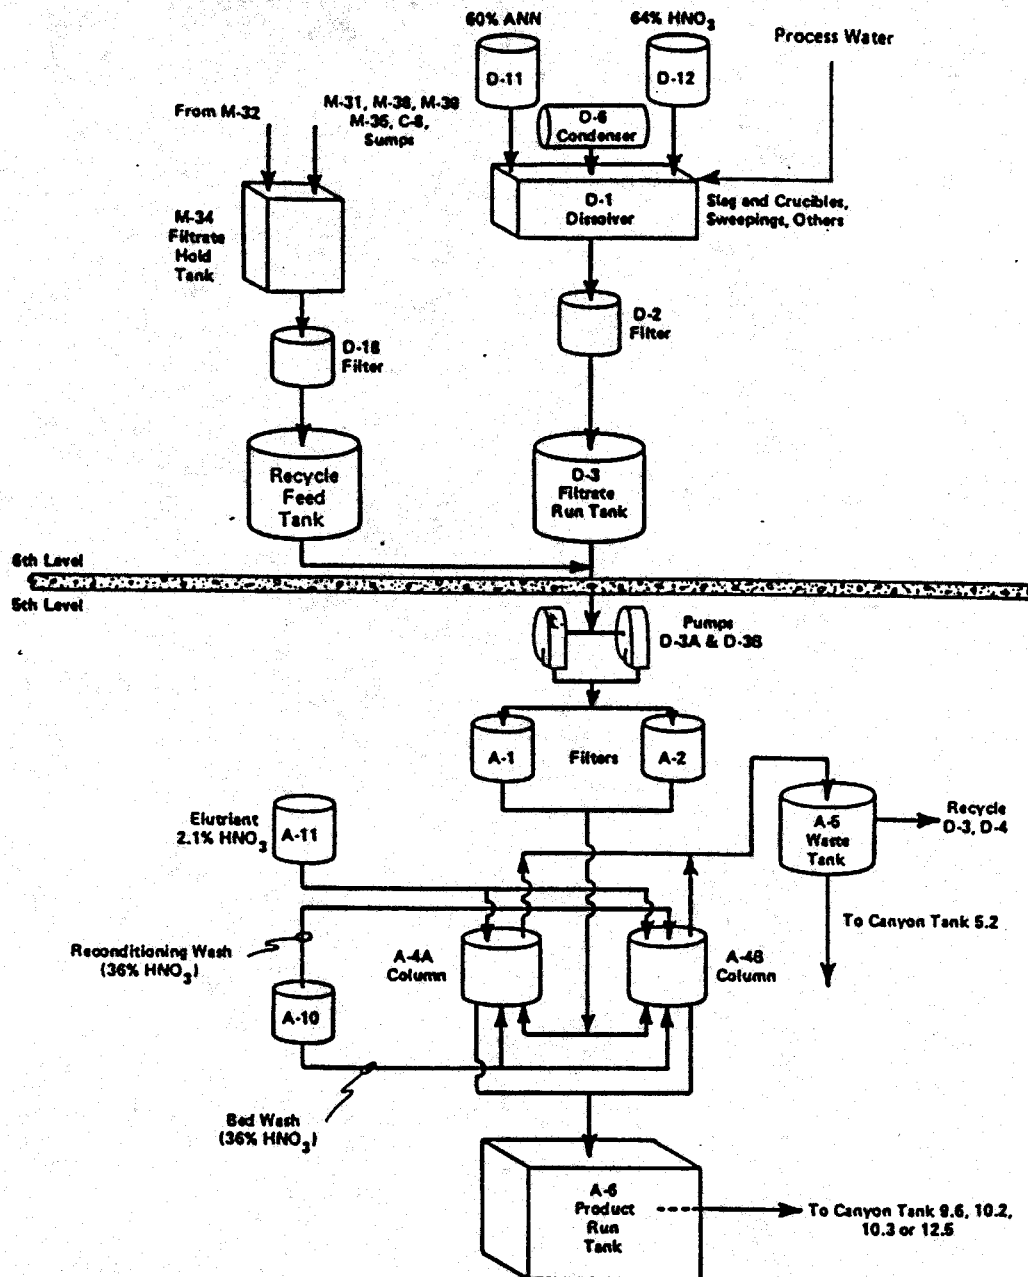 60% ANN
64% HNO3
Process Water
D-11
D-12
From M-32
M-31, M-38, M-39
M-35, C-8,
Sumps
D-6
Condenser
D-1
Dissolver
Slag and Crucibles,
Sweepings, Others
M-34
Filtrate
Hold
Tank
D-2
Filter
D-18
Filter
Recycle
Feed
Tank
D-3
Filtrate
Run Tank
6th Level
5th Level
Pumps
D-3A & D-3B
A-1
Filters
A-2
Elutrient
2.1% HNO3
A-11
A-5
Waste
Tank
Recycle
D-3, D-4
To Canyon Tank 5.2
Reconditioning Wash
(36% HNO3)
A-4A
Column
A-4B
Column
A-10
Bed Wash
(36% HNO3)
A-6
Product
Run
Tank
To Canyon Tank 9.6, 10.2,
10.3 or 12.5